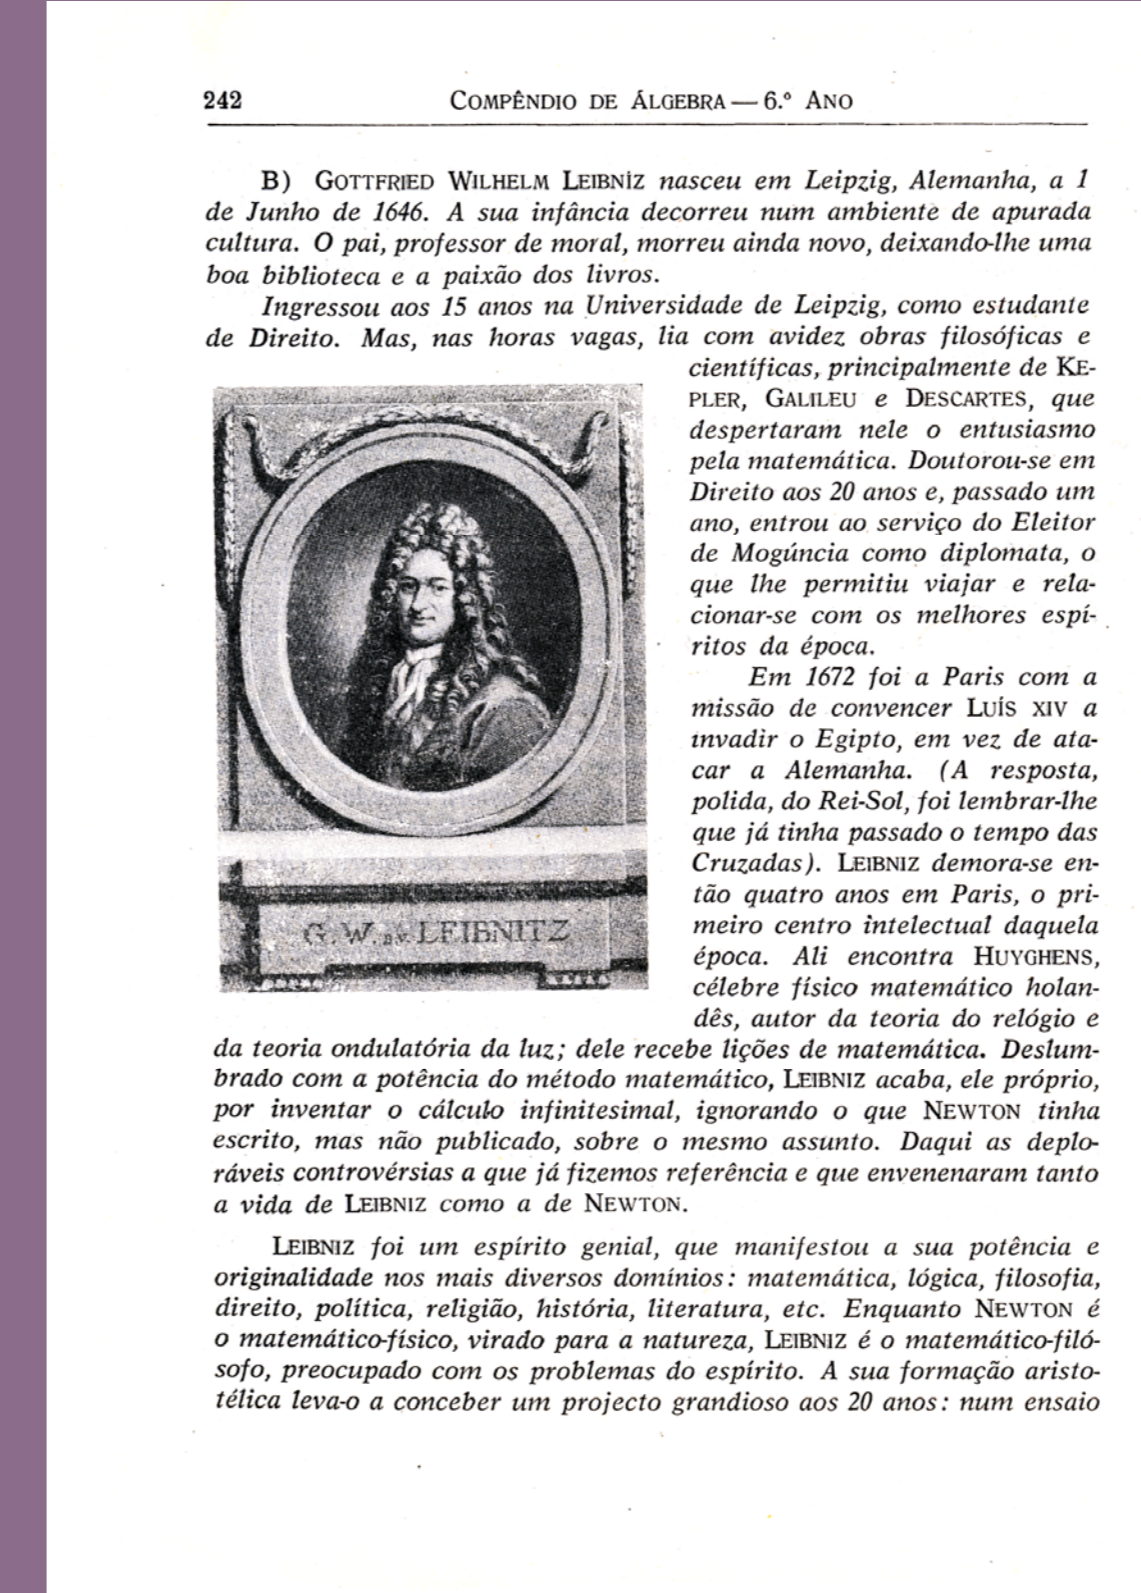 242
COMPÊNDIO DE ÁLGEBRA — 6.º ANO
B) GOTTFRIED WILHELM LEIBNIZ nasceu em Leipzig, Alemanha, a 1
de Junho de 1646. A sua infância decorreu num ambiente de apurada
cultura. O pai, professor de moral, morreu ainda novo, deixando-lhe uma
boa biblioteca e a paixão dos livros.
Ingressou aos 15 anos na Universidade de Leipzig, como estudante
de Direito. Mas, nas horas vagas, lia com avidez obras filosóficas e
científicas, principalmente de KE-
PLER, GALILEU e DESCARTES, que
despertaram nele o entusiasmo
pela matemática. Doutorou-se em
Direito aos 20 anos e, passado um
ano, entrou ao serviço do Eleitor
de Mogúncia como diplomata, o
que lhe permitiu viajar e rela-
cionar-se com os melhores espí-
ritos da época.
Em 1672 foi a Paris com a
missão de convencer LUÍS XIV a
invadir o Egipto, em vez de ata-
car a Alemanha. (A resposta,
polida, do Rei-Sol, foi lembrar-lhe
que já tinha passado o tempo das
Cruzadas). LEIBNIZ demora-se en-
tão quatro anos em Paris, o pri-
meiro centro intelectual daquela
época. Ali encontra HUYGHENS,
célebre físico matemático holan-
dês, autor da teoria do relógio e
G. W. B.V. LEIBNITZ
da teoria ondulatória da luz; dele recebe lições de matemática. Deslum-
brado com a potência do método matemático, LEIBNIZ acaba, ele próprio,
por inventar o cálculo infinitesimal, ignorando o que NEWTON tinha
escrito, mas não publicado, sobre o mesmo assunto. Daqui as deplo-
ráveis controvérsias a que já fizemos referência e que envenenaram tanto
a vida de LEIBNIZ como a de NEWTON.
LEIBNIZ foi um espírito genial, que manifestou a sua potência e
originalidade nos mais diversos domínios: matemática, lógica, filosofia,
direito, política, religião, história, literatura, etc. Enquanto NEWTON é
o matemático-físico, virado para a natureza, LEIBNIZ é o matemático-filó-
sofo, preocupado com os problemas do espírito. A sua formação aristo-
télica leva-o a conceber um projecto grandioso aos 20 anos: num ensaio